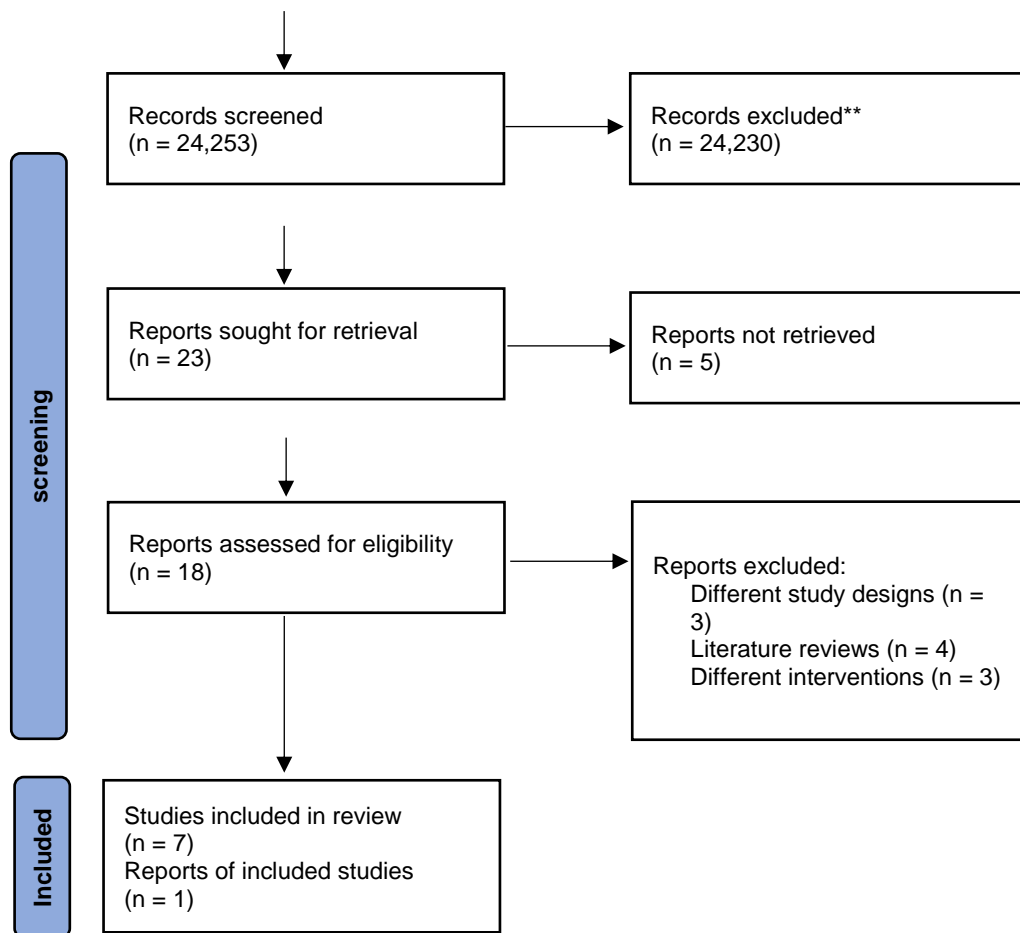 Records screened
(n = 24,253)
Records excluded**
(n = 24,230)
screening
Reports sought for retrieval
(n = 23)
Reports not retrieved
(n = 5)
Reports assessed for eligibility
(n = 18)
Reports excluded:
Different study designs (n =
3)
Literature reviews (n = 4)
Different interventions (n = 3)
Included
Studies included in review
(n = 7)
Reports of included studies
(n = 1)